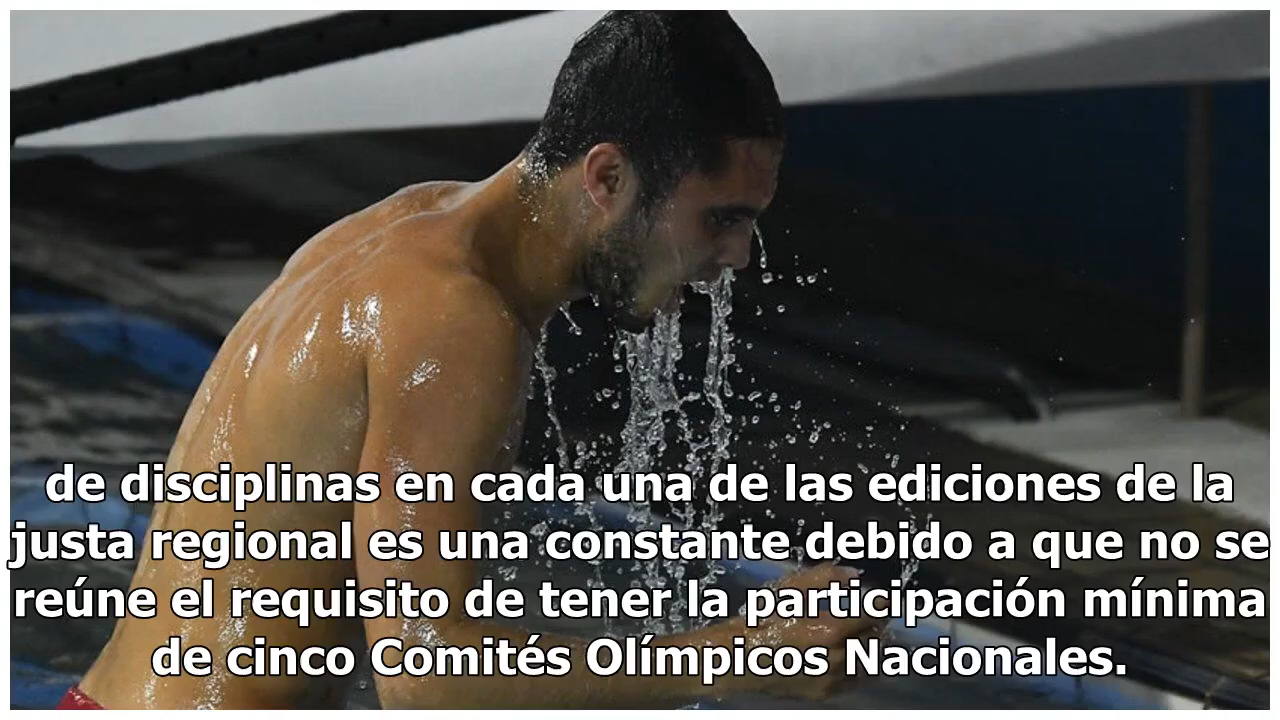 de disciplinas en cada una de las ediciones de la
justa regional es una constante debido a que no se
reúne el requisito de tener la participación mínima
de cinco Comités Olímpicos Nacionales.